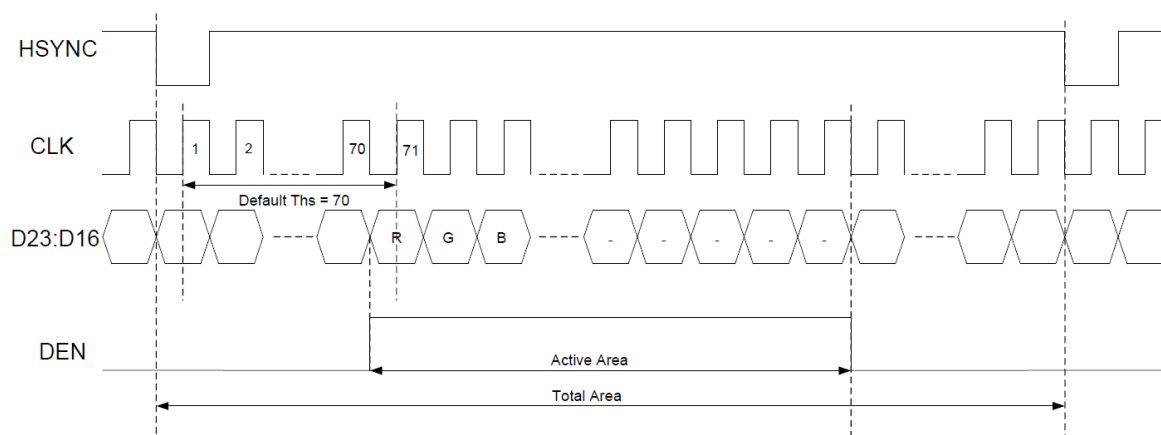 HSYNC
CLK
1
2
70
71
Default Ths = 70
D23:D16
R
G
B
-
-
-
-
-
DEN
Active Area
Total Area